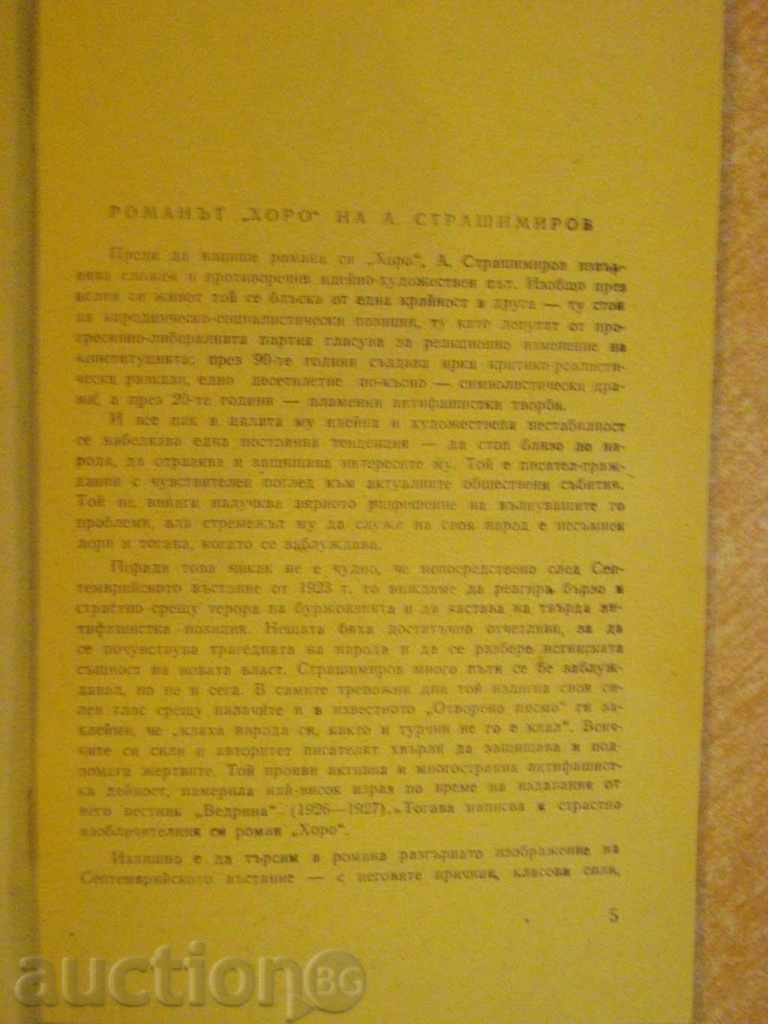 РОМАНЪТ „ХОРО“ НА А. СТРАШИМИРОВ
Преди да напише романа си „Хоро“, А. Страшимиров извър-
вява сложен и противоречив идейно-художествен път. Изобщо през
целия си живот той се блъска от една крайност в друга — ту стои
на народническо-социалистически позиции, ту като депутат от про-
гресивно-либералната партия гласува за реакционно изменение на
конституцията; през 90-те години създава ярки критико-реалисти-
чески разкази, едно десетилетие по-късно — символистически дра-
ми, а през 20-те години — пламенни антифашистки творби.
И все пак в цялата му идейна и художествена нестабилност
се набелязва една постоянна тенденция — да стои близо до на-
рода, да отразява и защищава интересите му. Той е писател-граж-
данин с чувствителен поглед към актуалните обществени събития.
Той не винаги налучква вярното разрешение на вълнуващите го
проблеми, ала стремежът му да служи на своя народ е несъмнен
дори и тогава, когато се заблуждава.
Поради това никак не е чудно, че непосредствено след Сеп-
темврийското въстание от 1923 г. го виждаме да реагира бързо и
страстно срещу терора на буржоазията и да застава на твърда ан-
тифашистка позиция. Нещата бяха достатъчно отчетливи, за да
се почувствува трагедията на народа и да се разбере истинската
същност на новата власт. Страшимиров много пъти се бе заблуж-
давал, но не и сега. В самите тревожни дни той издигна своя си-
лен глас срещу палачите и в известното „Отворено писмо“ ги за-
клейми, че „клаха народа си, както и турчин не го е клал“. Всич-
ките си сили и авторитет писателят хвърли да защищава и под-
помага жертвите. Той прояви активна и многостранна антифашист-
ка дейност, намерила най-висок израз по време на издавания от
него вестник „Ведрина“ (1926—1927). Тогава написва и страстно
изобличителния си роман „Хоро“.
Излишно е да търсим в романа разгърнато изображение на
Септемврийското въстание — с неговите причини, класови сили,
5
auctionBG